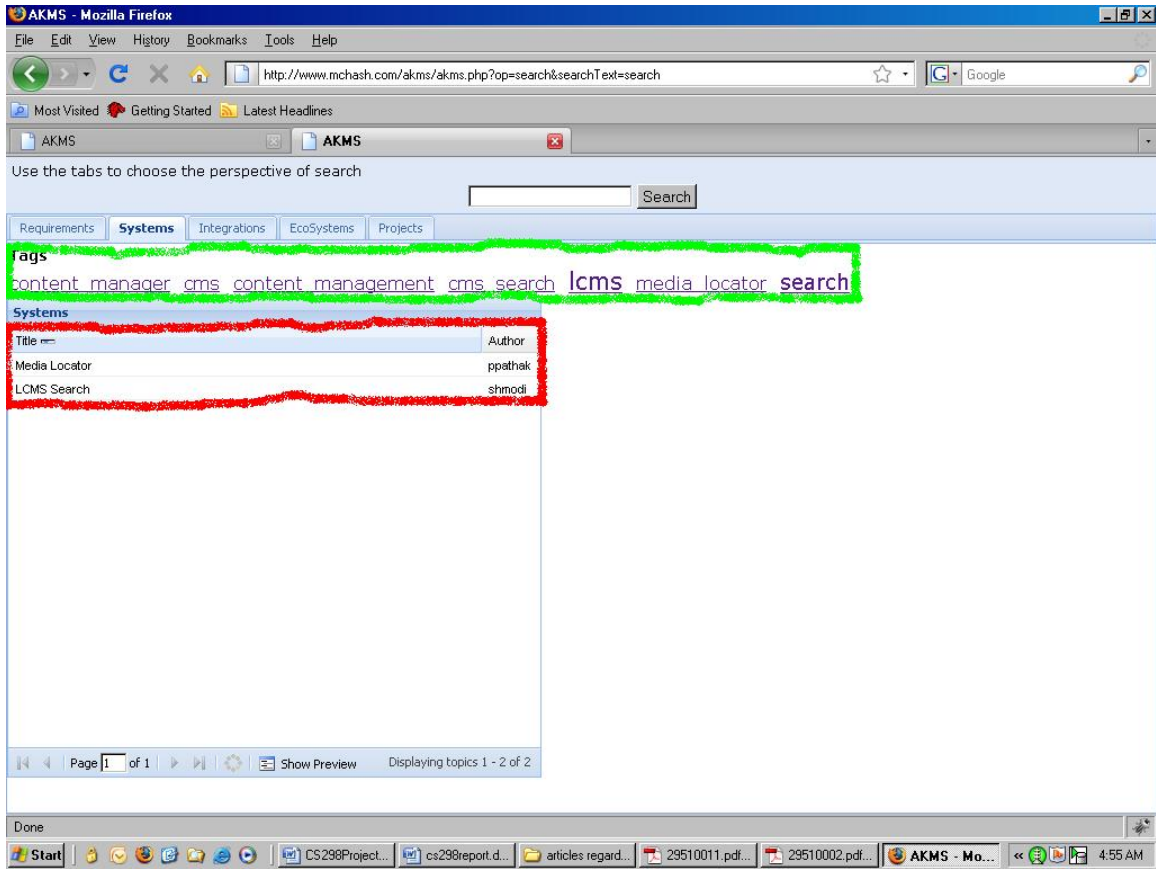 AKMS - Mozilla Firefox
File Edit View History Bookmarks Tools Help
http://www.mchash.com/akms/akms.php?op=search&searchText=search
G Google
Most Visited Getting Started Latest Headlines
AKMS AKMS
Use the tabs to choose the perspective of search
Search
Requirements Systems Integrations EcoSystems Projects
Tags
content manager cms content management cms search lcms media locator search
Systems
Title Author
Media Locator ppathak
LCMS Search shmodi
Page 1 of 1 Show Preview Displaying topics 1 - 2 of 2
Done
Start CS298Project... cs298report.d... articles regard... 29510011.pdf... 29510002.pdf... AKMS - Mo... « 4:55 AM